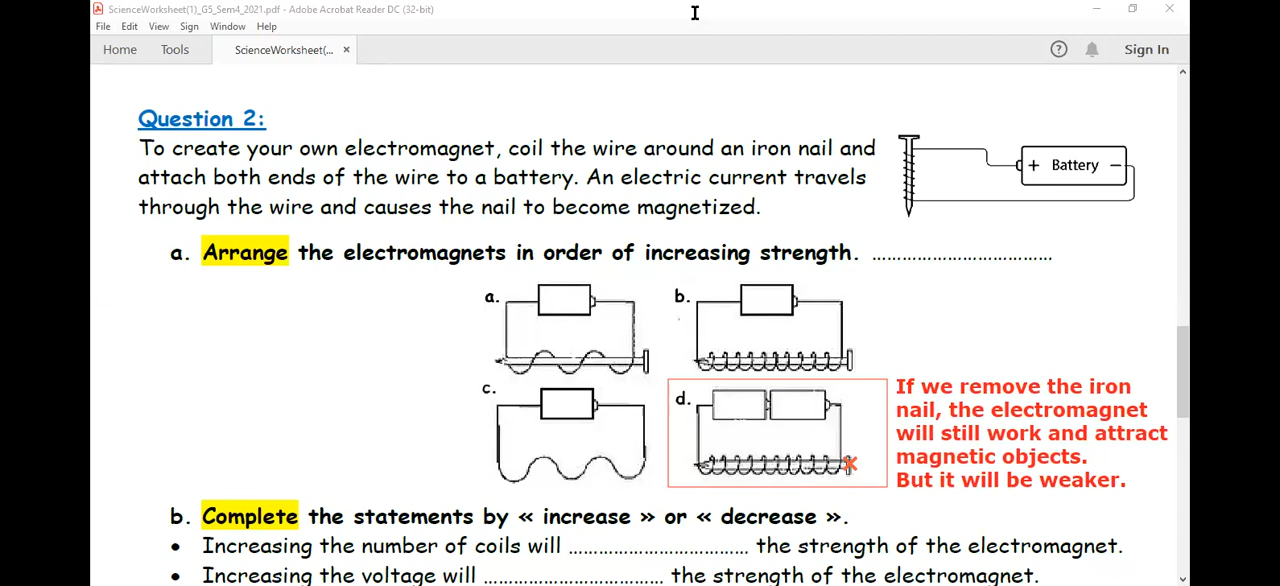 ScienceWorksheet(1)_G5_Sem4_2021.pdf - Adobe Acrobat Reader DC (32-bit)
File Edit View Sign Window Help
Home Tools ScienceWorksheet(... × Sign In
Question 2:
To create your own electromagnet, coil the wire around an iron nail and
attach both ends of the wire to a battery. An electric current travels
through the wire and causes the nail to become magnetized.
+ Battery −
a. Arrange the electromagnets in order of increasing strength. ....................................
a. b.
c. d.
If we remove the iron
nail, the electromagnet
will still work and attract
magnetic objects.
But it will be weaker.
b. Complete the statements by « increase » or « decrease ».
• Increasing the number of coils will .................................... the strength of the electromagnet.
• Increasing the voltage will .................................... the strength of the electromagnet.